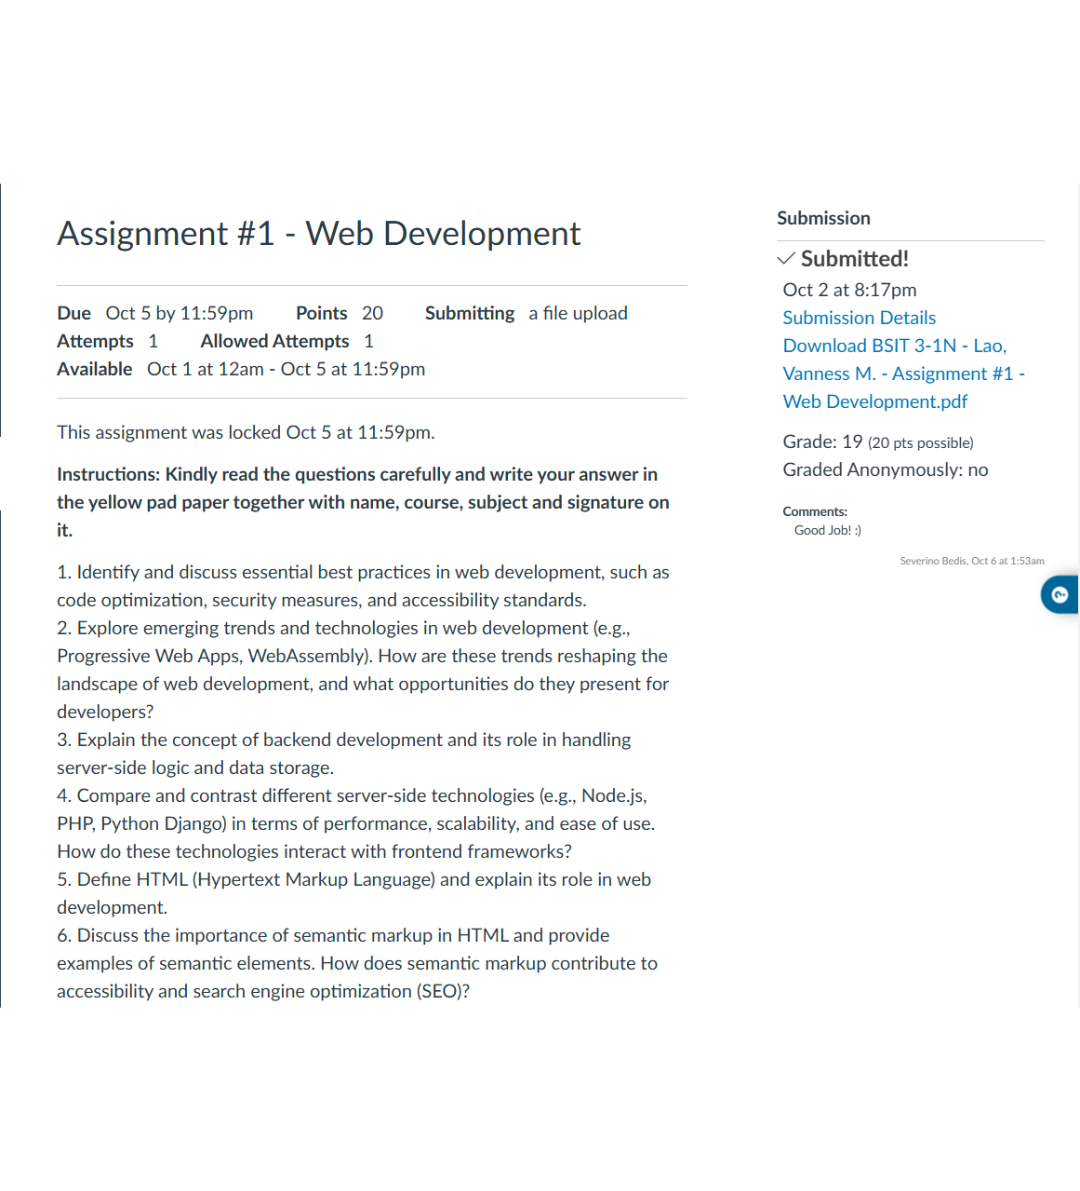 Assignment #1 - Web Development
Due Oct 5 by 11:59pm Points 20 Submitting a file upload
Attempts 1 Allowed Attempts 1
Available Oct 1 at 12am - Oct 5 at 11:59pm
This assignment was locked Oct 5 at 11:59pm.
Instructions: Kindly read the questions carefully and write your answer in
the yellow pad paper together with name, course, subject and signature on
it.
1. Identify and discuss essential best practices in web development, such as
code optimization, security measures, and accessibility standards.
2. Explore emerging trends and technologies in web development (e.g.,
Progressive Web Apps, WebAssembly). How are these trends reshaping the
landscape of web development, and what opportunities do they present for
developers?
3. Explain the concept of backend development and its role in handling
server-side logic and data storage.
4. Compare and contrast different server-side technologies (e.g., Node.js,
PHP, Python Django) in terms of performance, scalability, and ease of use.
How do these technologies interact with frontend frameworks?
5. Define HTML (Hypertext Markup Language) and explain its role in web
development.
6. Discuss the importance of semantic markup in HTML and provide
examples of semantic elements. How does semantic markup contribute to
accessibility and search engine optimization (SEO)?
Submission
Submitted!
Oct 2 at 8:17pm
Submission Details
Download BSIT 3-1N - Lao,
Vanness M. - Assignment #1 -
Web Development.pdf
Grade: 19 (20 pts possible)
Graded Anonymously: no
Comments:
Good Job! :)
Severino Bedis, Oct 6 at 1:53am